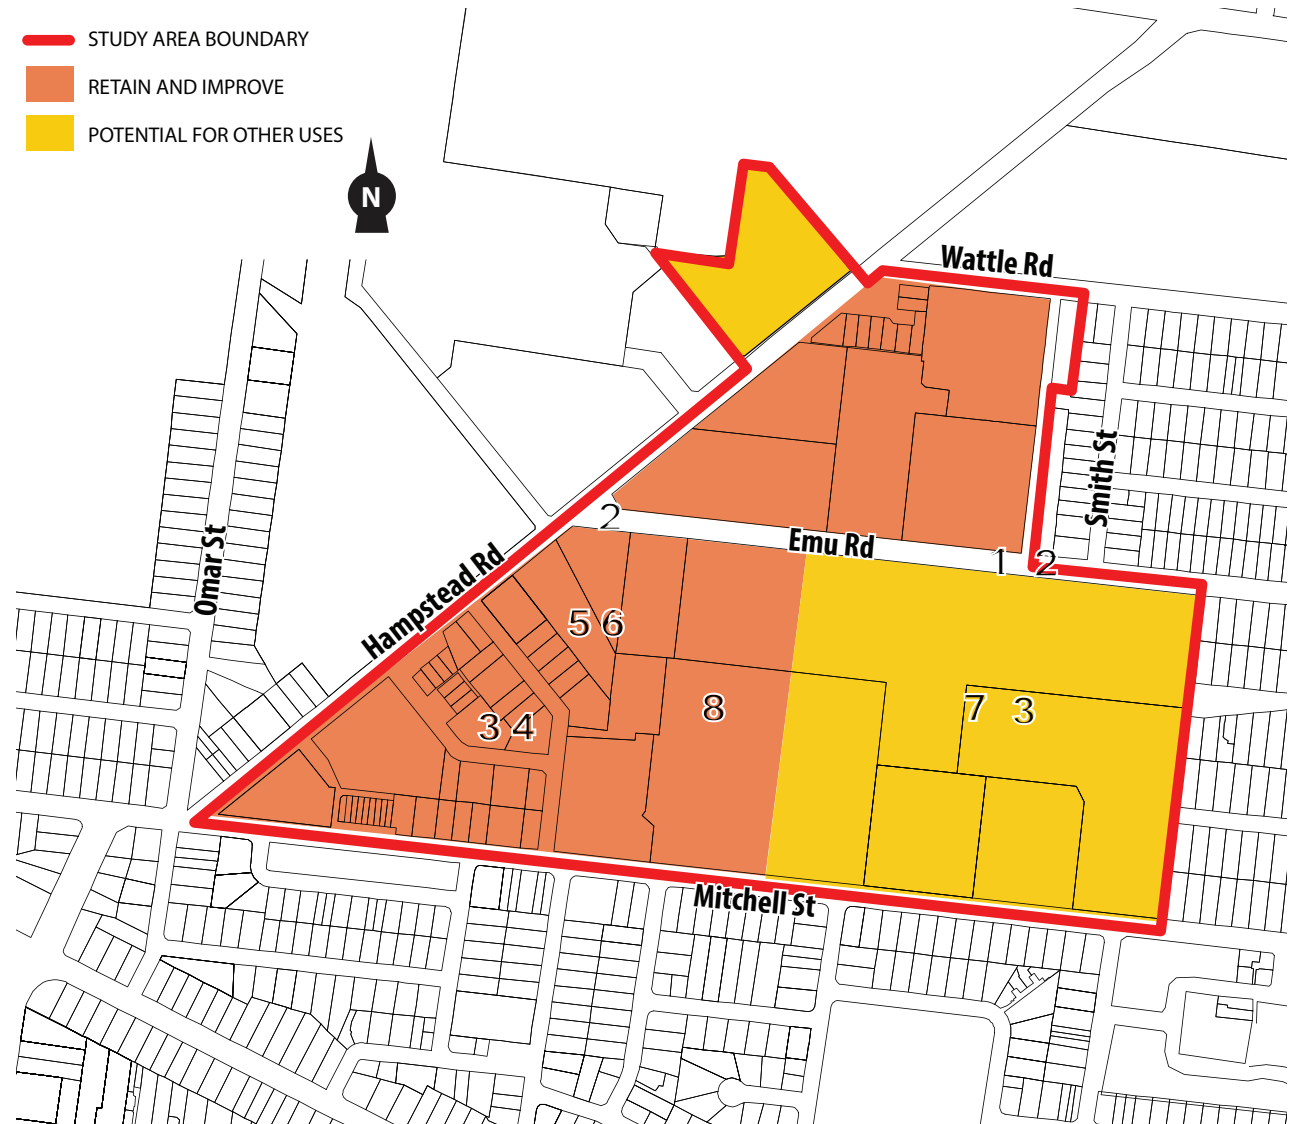 STUDY AREA BOUNDARY
RETAIN AND IMPROVE
POTENTIAL FOR OTHER USES
N
Wattle Rd
Smith St
Omar St
Hampstead Rd
2
Emu Rd
1 2
5 6
3 4
8
7 3
Mitchell St